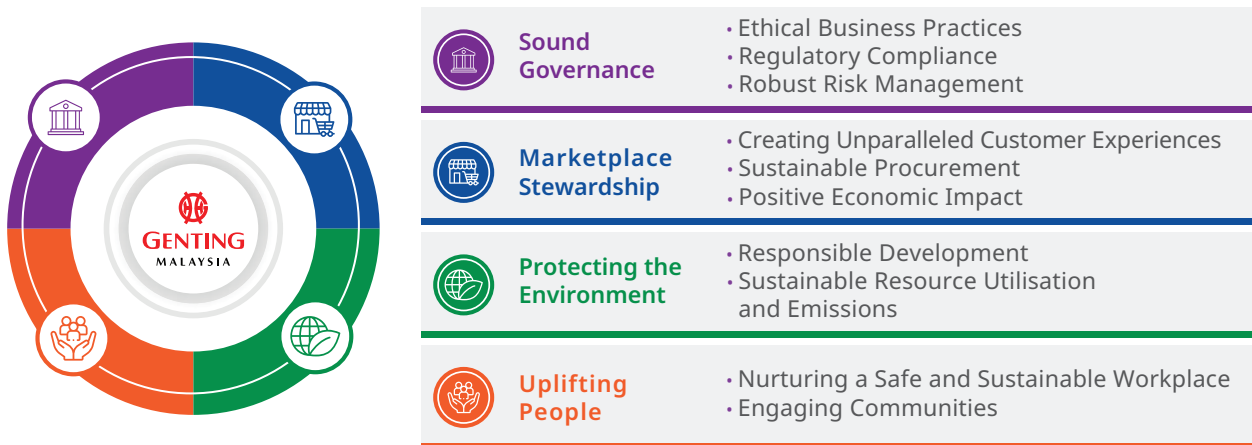 GENTING
MALAYSIA
Sound
Governance
• Ethical Business Practices
• Regulatory Compliance
• Robust Risk Management
Marketplace
Stewardship
• Creating Unparalleled Customer Experiences
• Sustainable Procurement
• Positive Economic Impact
Protecting the
Environment
• Responsible Development
• Sustainable Resource Utilisation
and Emissions
Uplifting
People
• Nurturing a Safe and Sustainable Workplace
• Engaging Communities